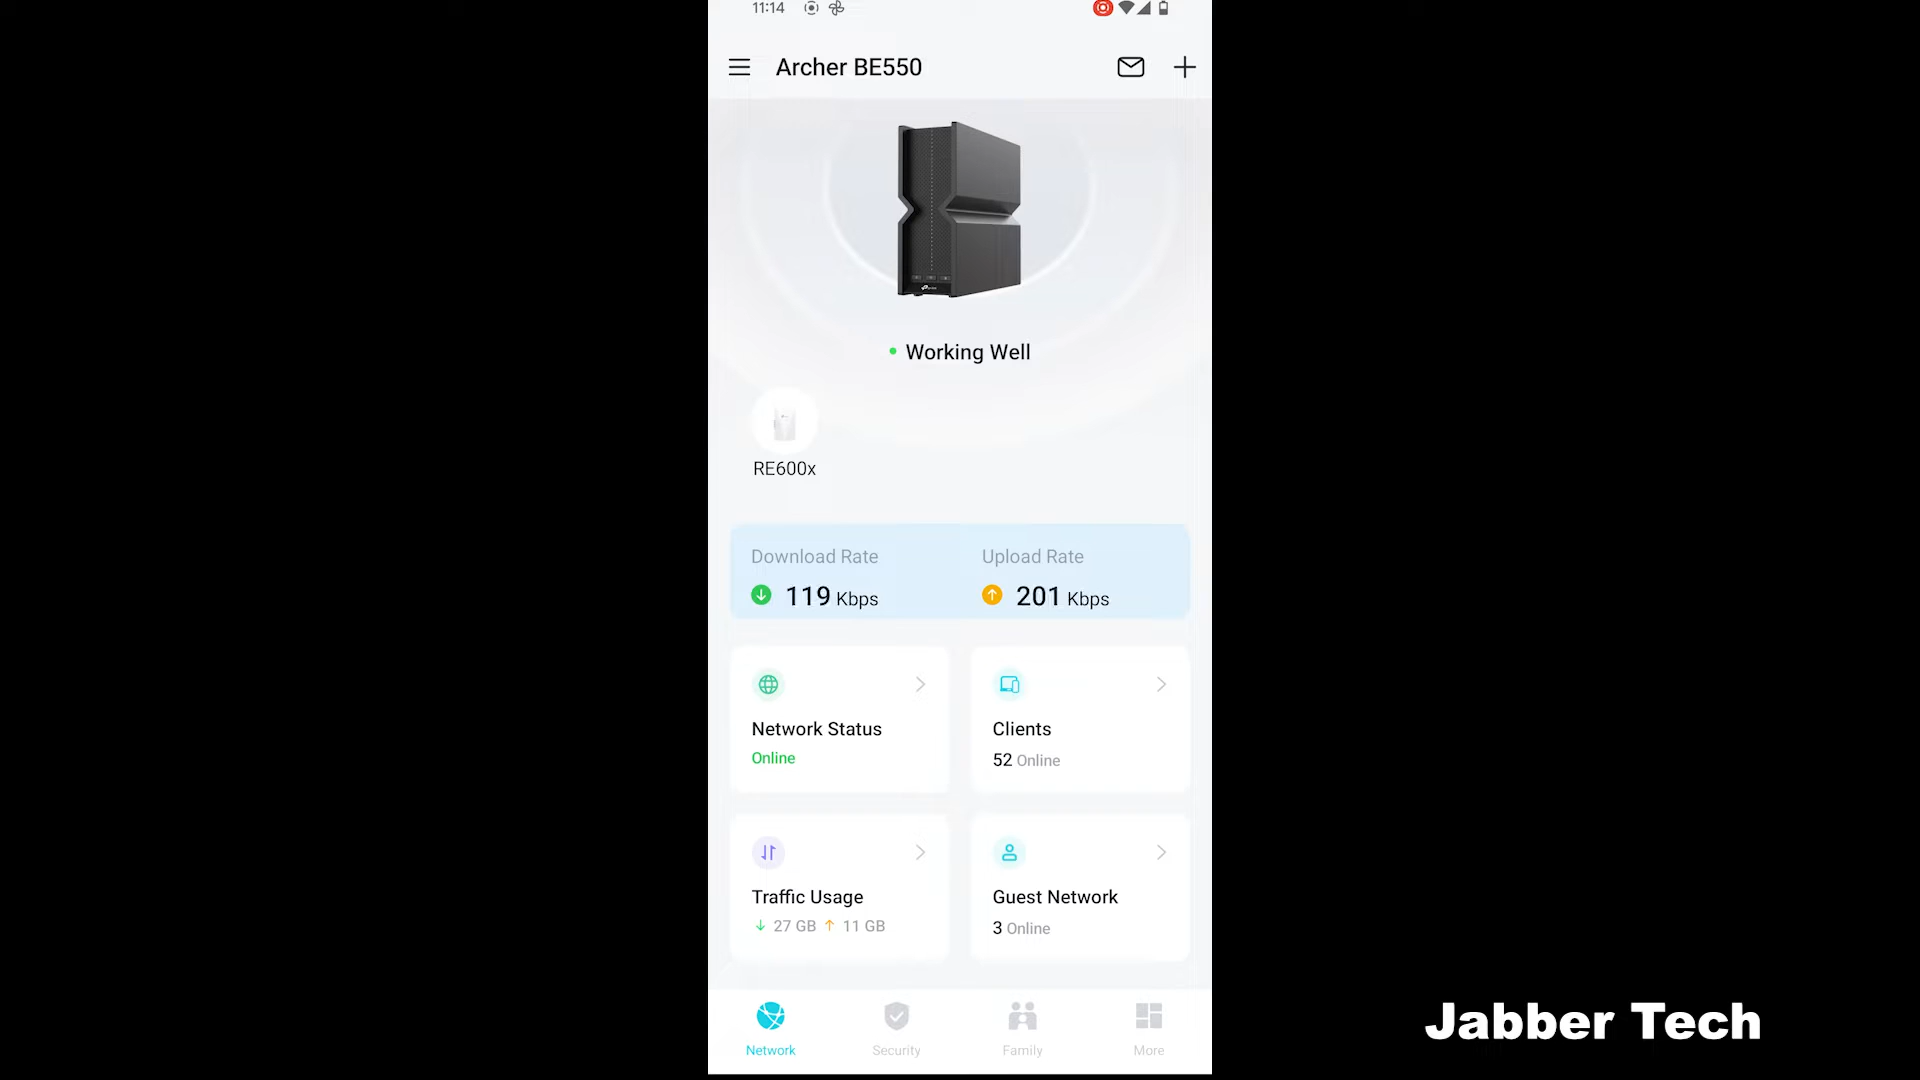 11:14
Archer BE550
Working Well
RE600x
Download Rate
Upload Rate
119 Kbps
201 Kbps
Network Status
Online
Clients
52 Online
Traffic Usage
27 GB 11 GB
Guest Network
3 Online
Network
Security
Family
More
Jabber Tech